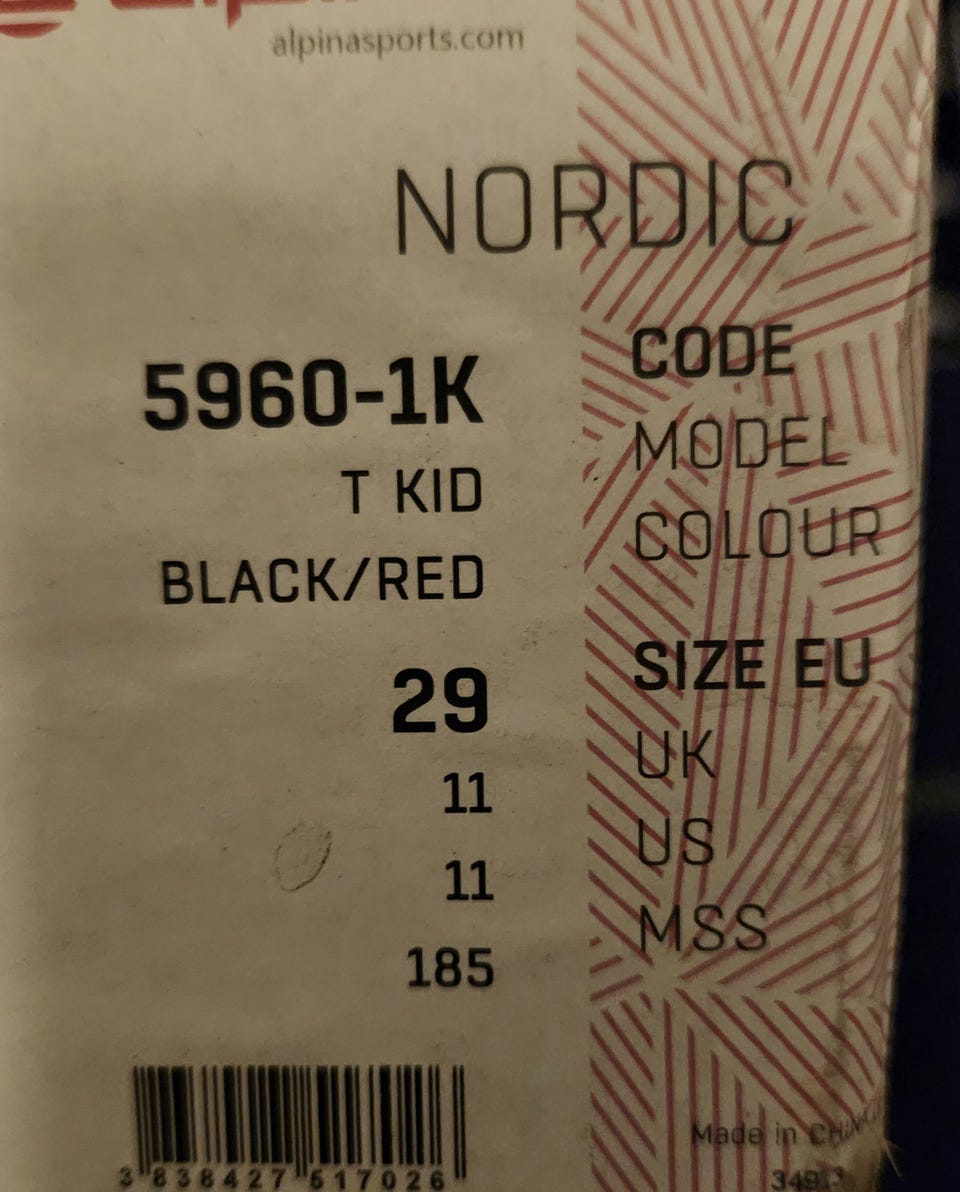 alpinasports.com
NORDIC
5960-1K CODE
T KID MODEL
BLACK/RED COLOUR
29 SIZE EU
11 UK
11 US
185 MSS
Made in
3 838427 517026